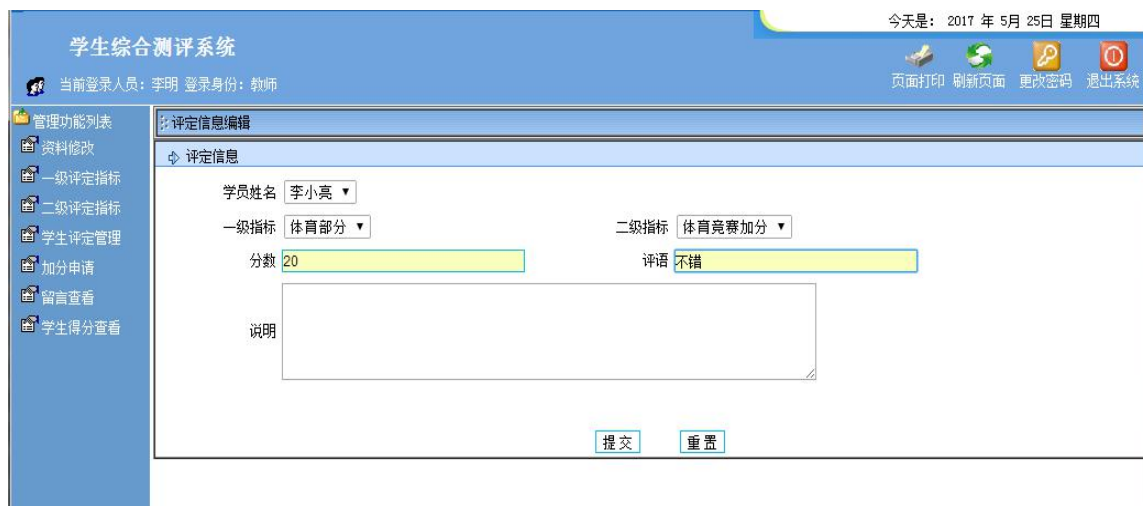 今天是： 2017 年 5月 25日 星期四
学生综合测评系统
页面打印 刷新页面 更改密码 退出系统
当前登录人员：李明 登录身份：教师
管理功能列表
资料修改
一级评定指标
二级评定指标
学生评定管理
加分申请
留言查看
学生得分查看
评定信息编辑
评定信息
学员姓名 李小亮
一级指标 体育部分 二级指标 体育竞赛加分
分数 20 评语 不错
说明
提交 重置